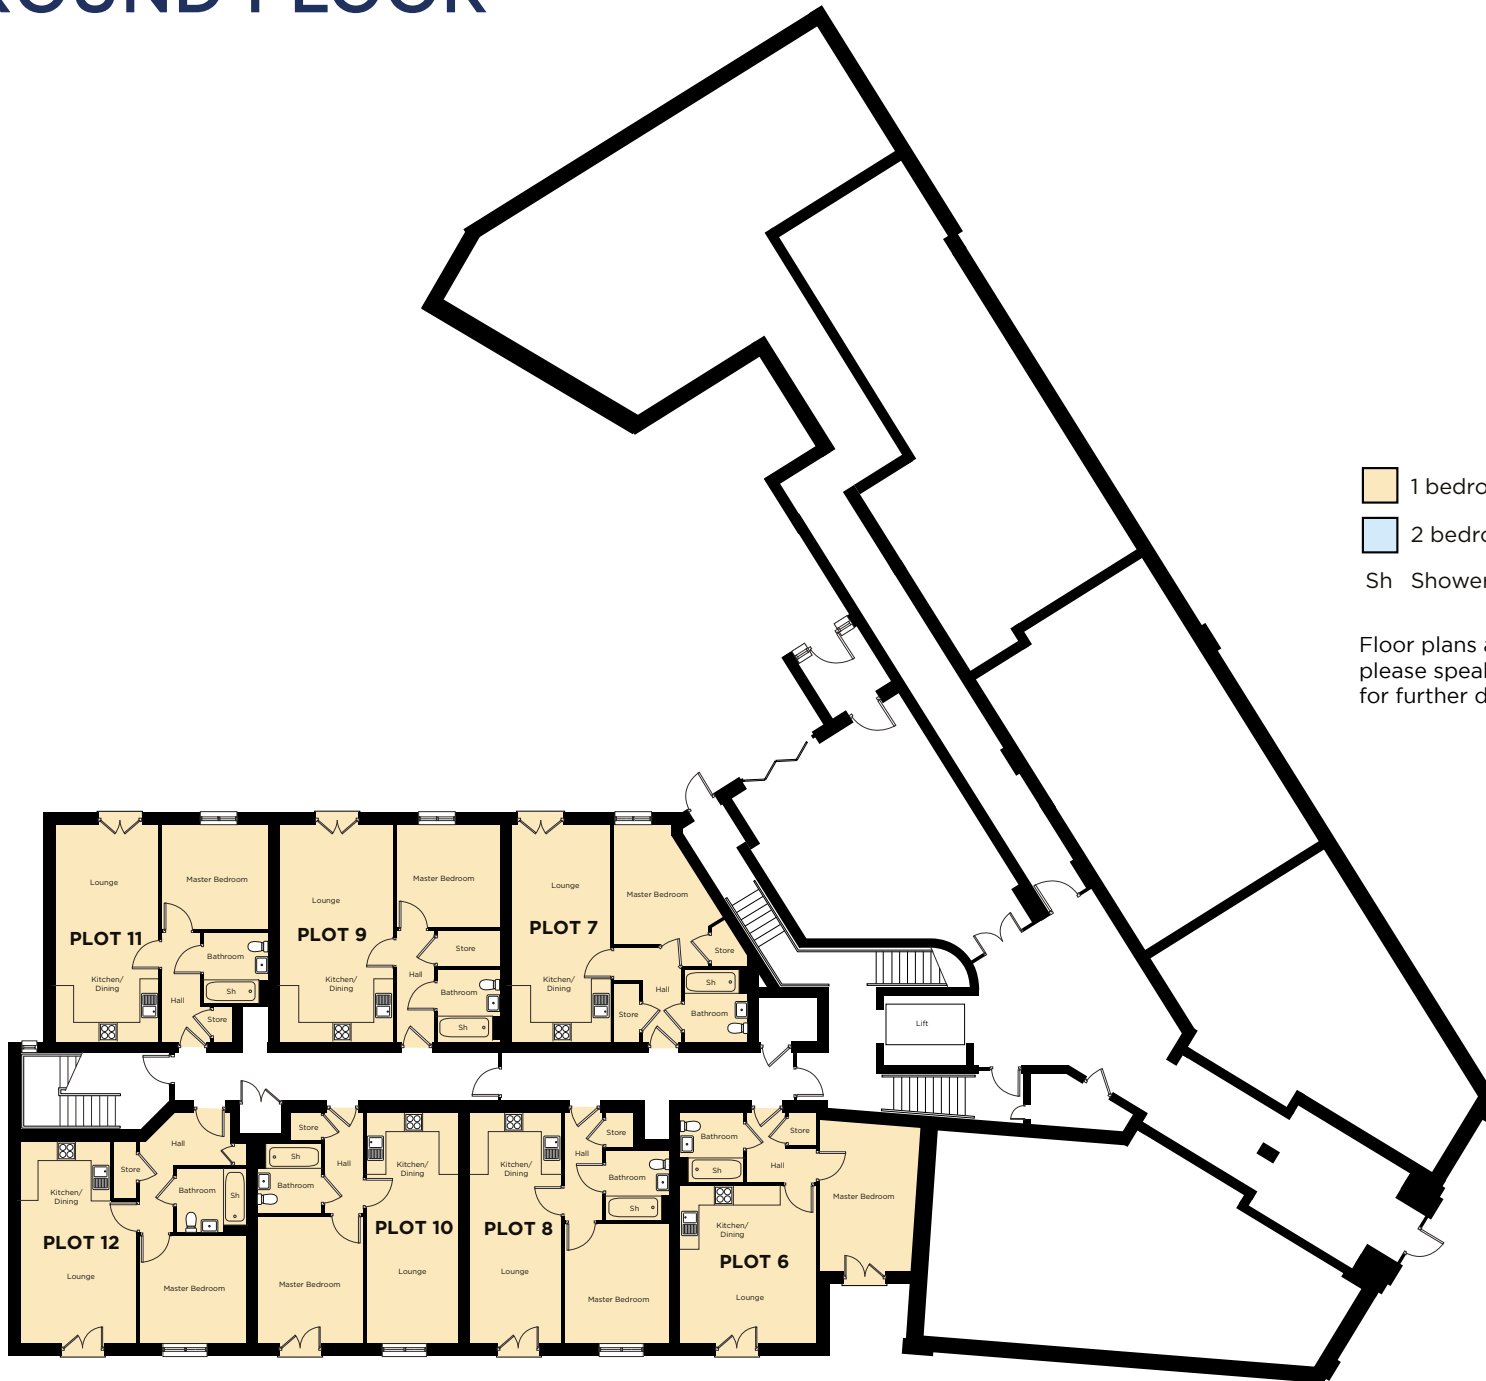 ROUND FLOOR
1 bedro
2 bedro
Sh Shower
Floor plans a
please speak
for further d
Lounge
Master Bedroom
PLOT 11
Kitchen/
Dining
Bathroom
Sh
Hall
Store
Lounge
Master Bedroom
PLOT 9
Kitchen/
Dining
Store
Hall
Bathroom
Sh
Lounge
Master Bedroom
PLOT 7
Kitchen/
Dining
Store
Hall
Sh
Store
Bathroom
Lift
Hall
Store
Kitchen/
Dining
Bathroom
Sh
PLOT 12
Lounge
Master Bedroom
Store
Sh
Hall
Bathroom
Kitchen/
Dining
PLOT 10
Master Bedroom
Lounge
Store
Hall
Kitchen/
Dining
Bathroom
Sh
PLOT 8
Lounge
Master Bedroom
Store
Bathroom
Sh
Hall
Master Bedroom
Kitchen/
Dining
PLOT 6
Lounge